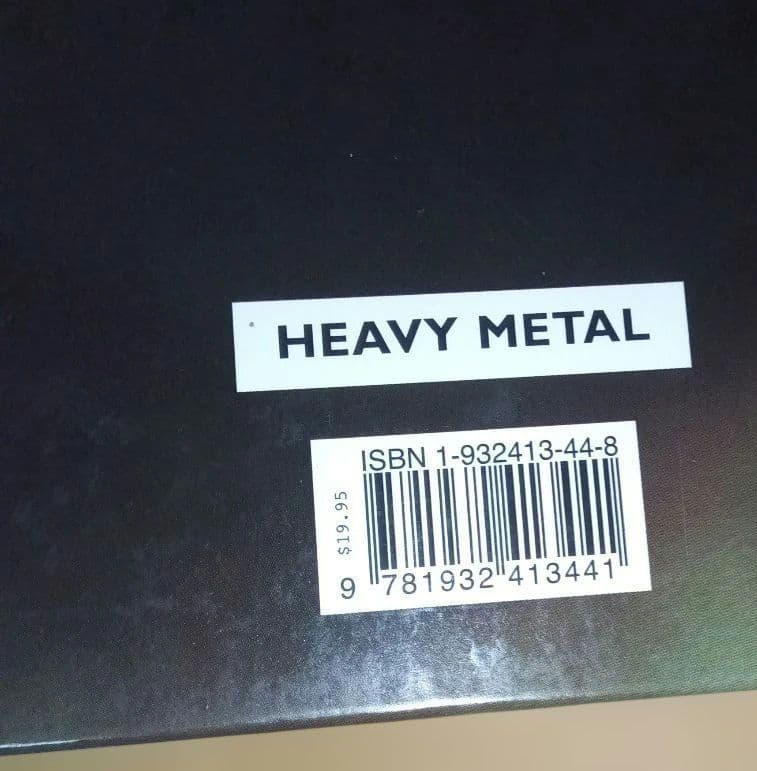 HEAVY METAL
ISBN 1-932413-44-8
$19.95
9 781932 413441